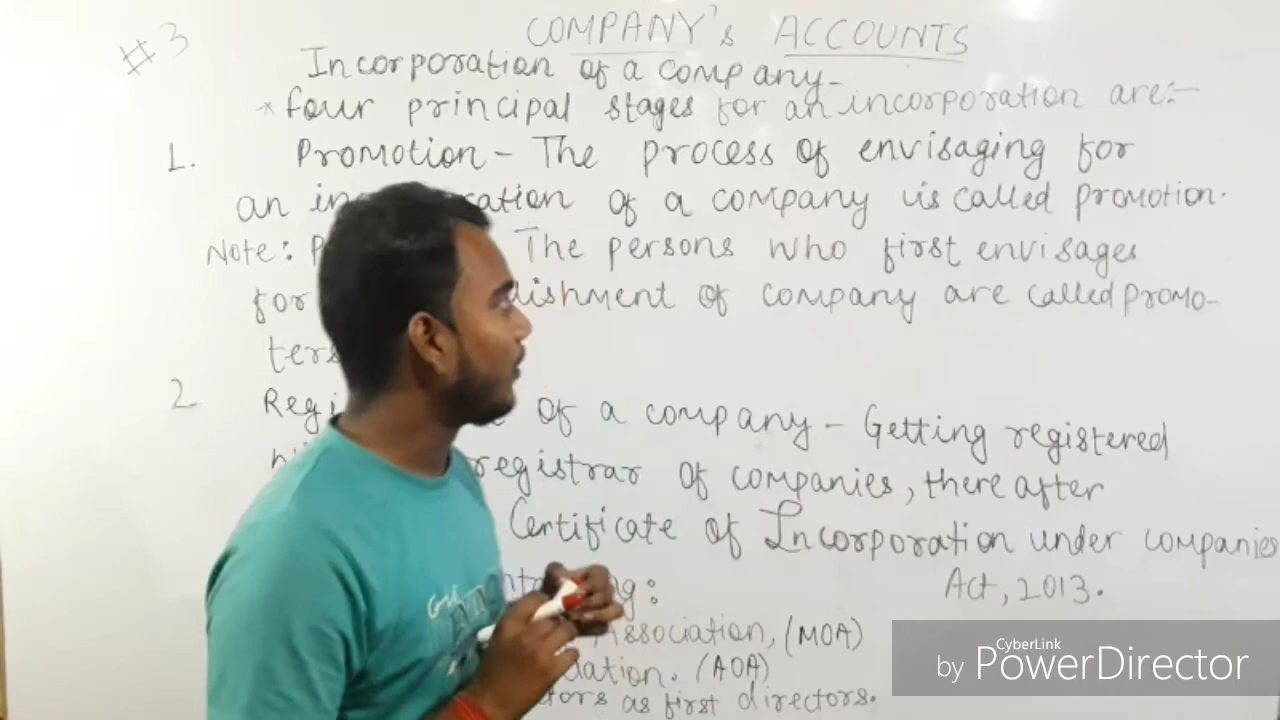 #3
COMPANY's ACCOUNTS
Incorporation of a company-
* four principal stages for an incorporation are:-
1. Promotion - The process of envisaging for
an in ation of a company is called promotion.
Note: P The persons who first envisages
for lishment of company are called promo-
ters
2 Regi of a company - Getting registered
registrar of companies, there after
Certificate of Incorporation under companies
Act, 2013.
g:
Association, (MOA)
iation. (AOA)
tors as first directors.
CyberLink
by PowerDirector